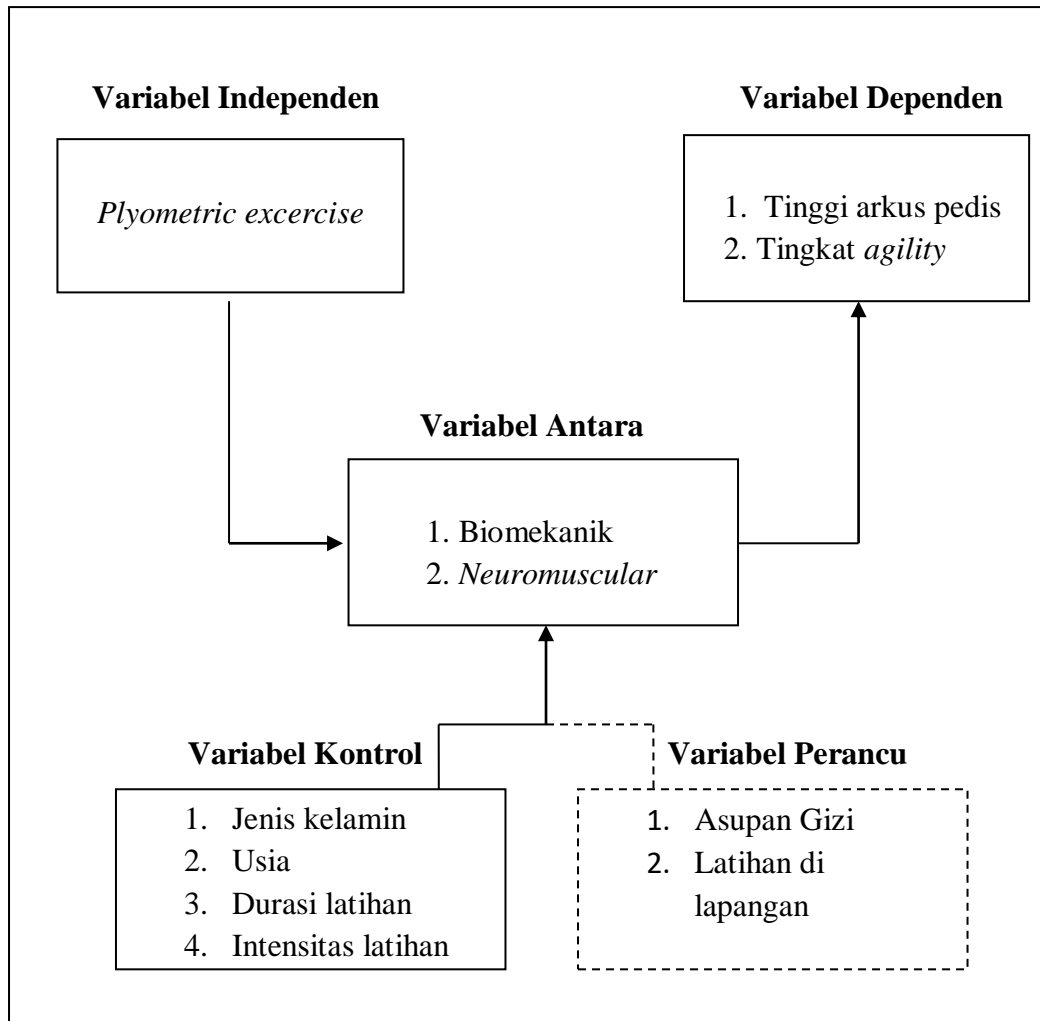 Variabel Independen
Plyometric excercise
Variabel Dependen
1. Tinggi arkus pedis
2. Tingkat agility
Variabel Antara
1. Biomekanik
2. Neuromuscular
Variabel Kontrol
1. Jenis kelamin
2. Usia
3. Durasi latihan
4. Intensitas latihan
Variabel Perancu
1. Asupan Gizi
2. Latihan di
lapangan